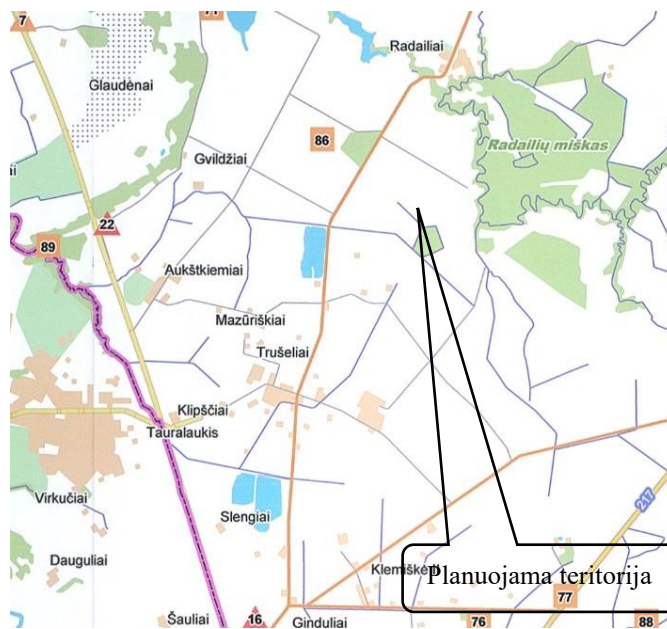 7
Radailiai
Glaudėnai
86
Radailių miškas
Gvildžiai
22
89
Aukštkiemiai
Mazūriškiai
Trušeliai
Klipščiai
Tauralaukis
217
Virkučiai
Slengiai
Dauguliai
Planuojama teritorija
77
Šauliai
16
Ginduliai
76
88